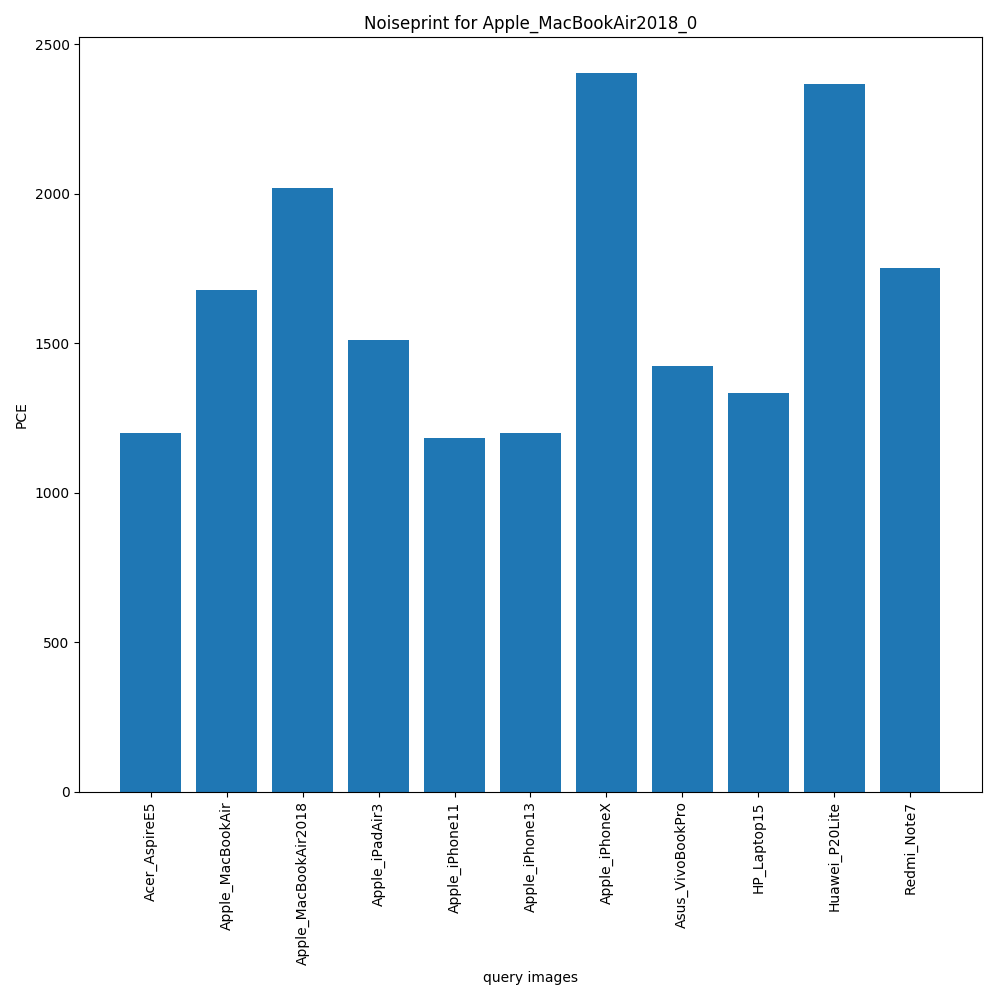 Noiseprint for Apple_MacBookAir2018_0
2500
2000
1500
1000
500
0
PCE
Acer_AspireE5
Apple_MacBookAir
Apple_MacBookAir2018
Apple_iPadAir3
Apple_iPhone11
Apple_iPhone13
Apple_iPhoneX
Asus_VivoBookPro
HP_Laptop15
Huawei_P20Lite
Redmi_Note7
query images